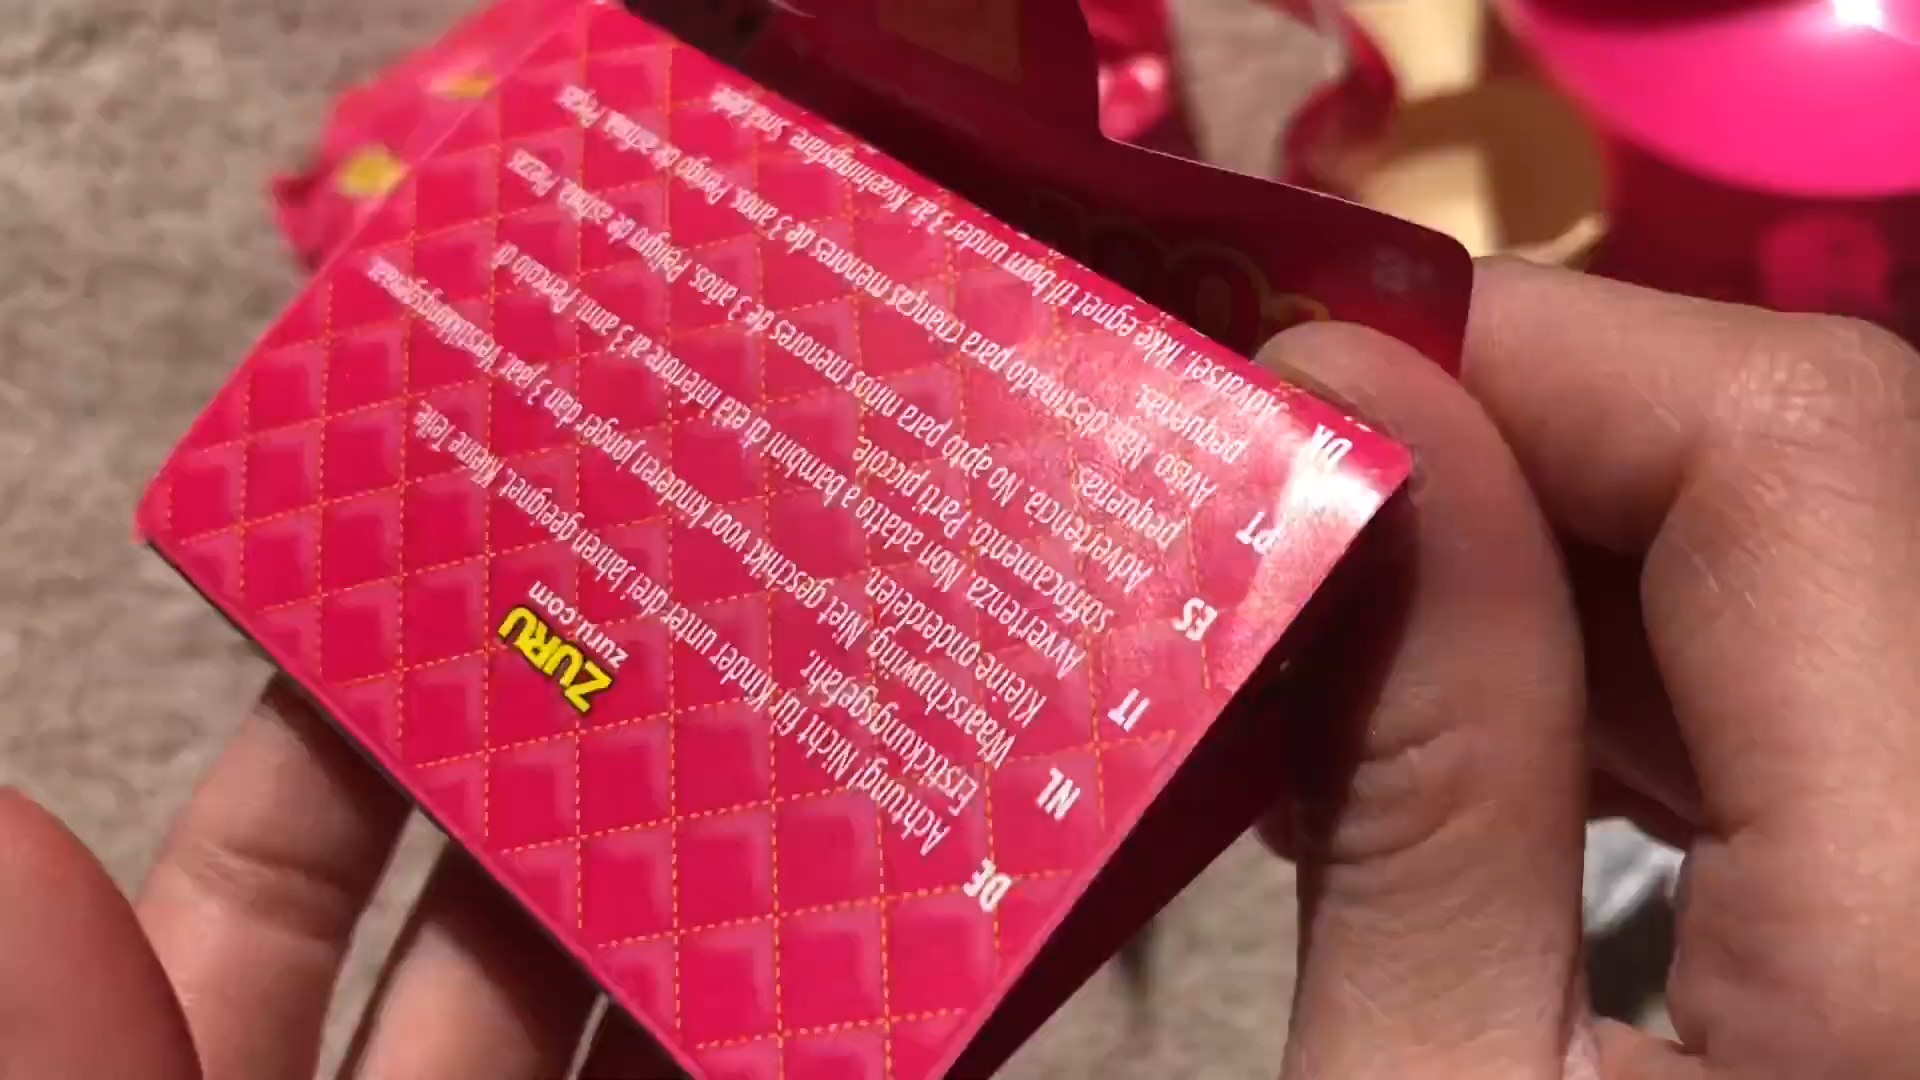 ZURU
zuru.com
DE Achtung! Nicht für Kinder unter drei Jahren geeignet. Kleine Teile.
Erstickungsgefahr.
NL Waarschuwing. Niet geschikt voor kinderen jonger dan 3 jaar. Verstikkingsgevaar.
Kleine onderdelen.
IT Avvertenza. Non adatto a bambini di età inferiore ai 3 anni. Pericolo di
soffocamento. Parti piccole.
ES Advertencia. No apto para niños menores de 3 años. Peligro de asfixia. Piezas
pequeñas.
PT Aviso. Não destinado para crianças menores de 3 anos. Perigo de asfixia. Peças
pequenas.
DK Advarsel. Ikke egnet til børn under 3 år. Kvælningsfare. Små dele.